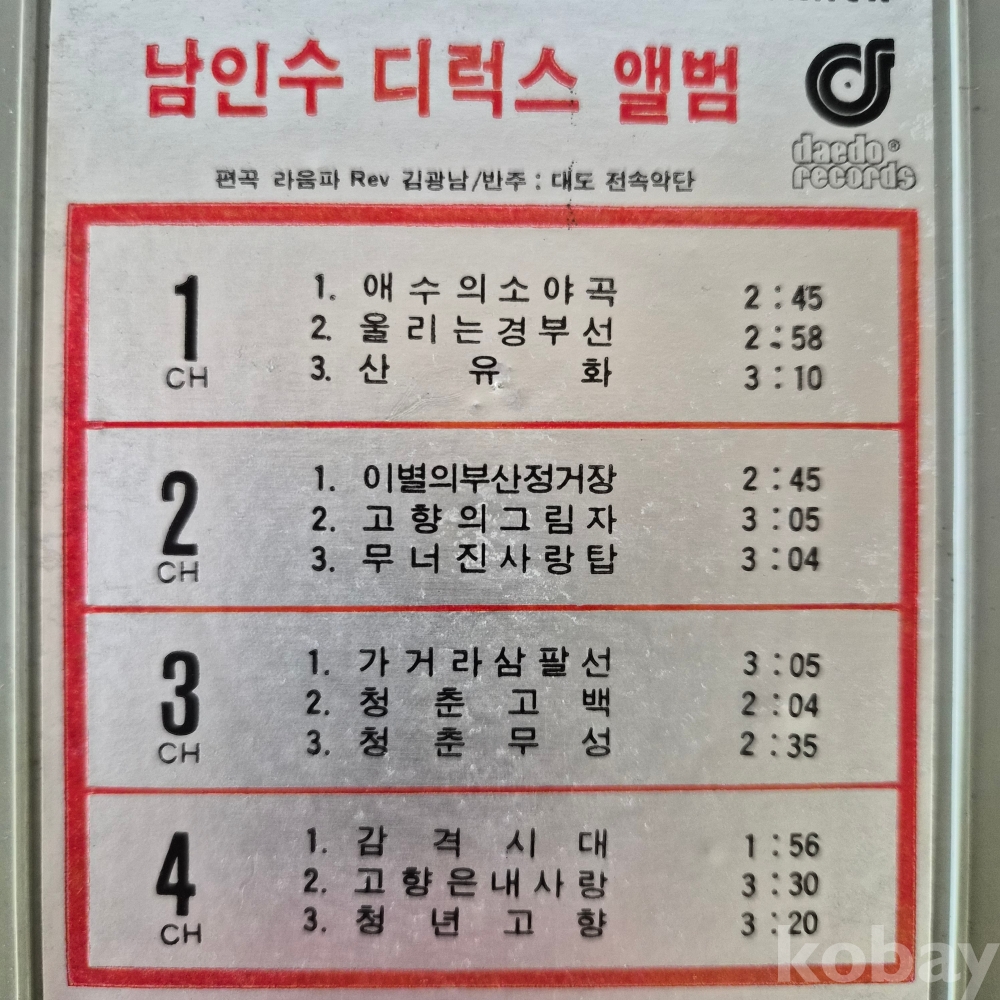 남인수 디럭스 앨범
daedo®
records
편곡 라음파 Rev 김광남/반주 : 대도 전속악단
1 CH
1. 애수의소야곡 2:45
2. 울리는경부선 2:58
3. 산유화 3:10
2 CH
1. 이별의부산정거장 2:45
2. 고향의그림자 3:05
3. 무너진사랑탑 3:04
3 CH
1. 가거라삼팔선 3:05
2. 청춘고백 2:04
3. 청춘무성 2:35
4 CH
1. 감격시대 1:56
2. 고향은내사랑 3:30
3. 청년고향 3:20
kobay